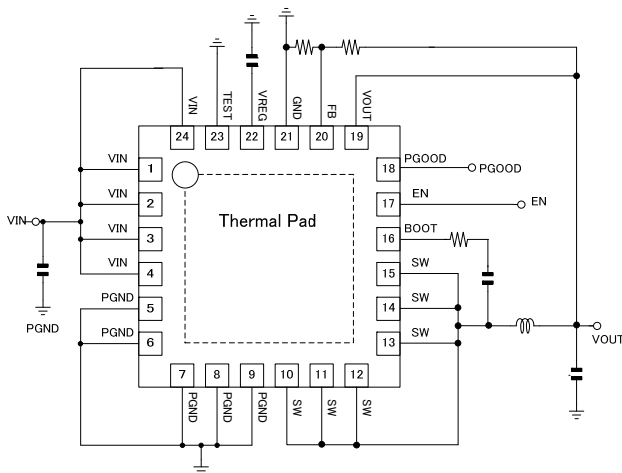 VIN
TEST
VREG
GND
FB
VOUT
24
23
22
21
20
19
VIN
1
VIN
2
VIN
3
VIN
4
PGND
5
PGND
6
VIN
PGND
Thermal Pad
18
PGOOD
PGOOD
17
EN
EN
16
BOOT
15
SW
14
SW
13
SW
VOUT
7
8
9
10
11
12
PGND
PGND
PGND
SW
SW
SW